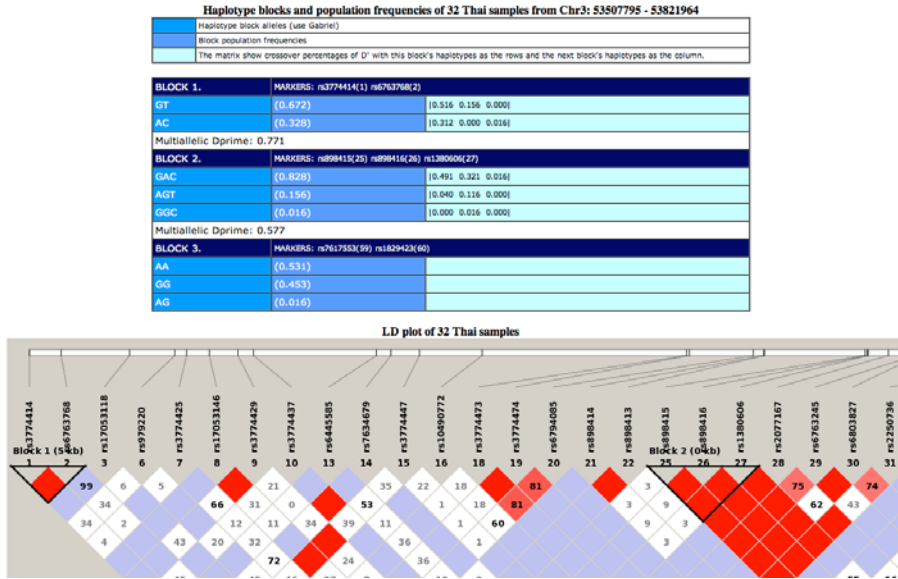 Haplotype blocks and population frequencies of 32 Thai samples from Chr3: 53507795 - 53821964
Haplotype block alleles (use Gabriel)
Block population frequencies
The matrix show crossover percentages of D' with this block's haplotypes as the rows and the next block's haplotypes as the column.
BLOCK 1. MARKERS: rs3774414(1) rs6763768(2)
GT (0.672) |0.516 0.156 0.000|
AC (0.328) |0.312 0.000 0.016|
Multiallelic Dprime: 0.771
BLOCK 2. MARKERS: rs898415(25) rs898416(26) rs1380606(27)
GAC (0.828) |0.491 0.321 0.016|
AGT (0.156) |0.040 0.116 0.000|
GGC (0.016) |0.000 0.016 0.000|
Multiallelic Dprime: 0.577
BLOCK 3. MARKERS: rs7617553(59) rs1829423(60)
AA (0.531)
GG (0.453)
AG (0.016)
LD plot of 32 Thai samples
rs3774414 rs6763768 rs17053118 rs979220 rs3774425 rs17053146 rs3774429 rs3774437 rs6445585 rs7634679 rs3774447 rs10490772 rs3774473 rs3774474 rs6794085 rs898414 rs898413 rs898415 rs898416 rs1380606 rs2077167 rs6763245 rs6803827 rs2250736
Block 1 (5 kb) Block 2 (0 kb)
1 2 3 6 7 8 9 10 13 14 15 16 18 19 20 21 22 25 26 27 28 29 30 31
99 6 5 21 35 22 18 81 3 75 74
34 31 66 31 0 53 1 81 3 62 43
34 2 12 11 34 39 1 18 60 9 3
4 43 20 32 11 36 1 9 3
72 24 36